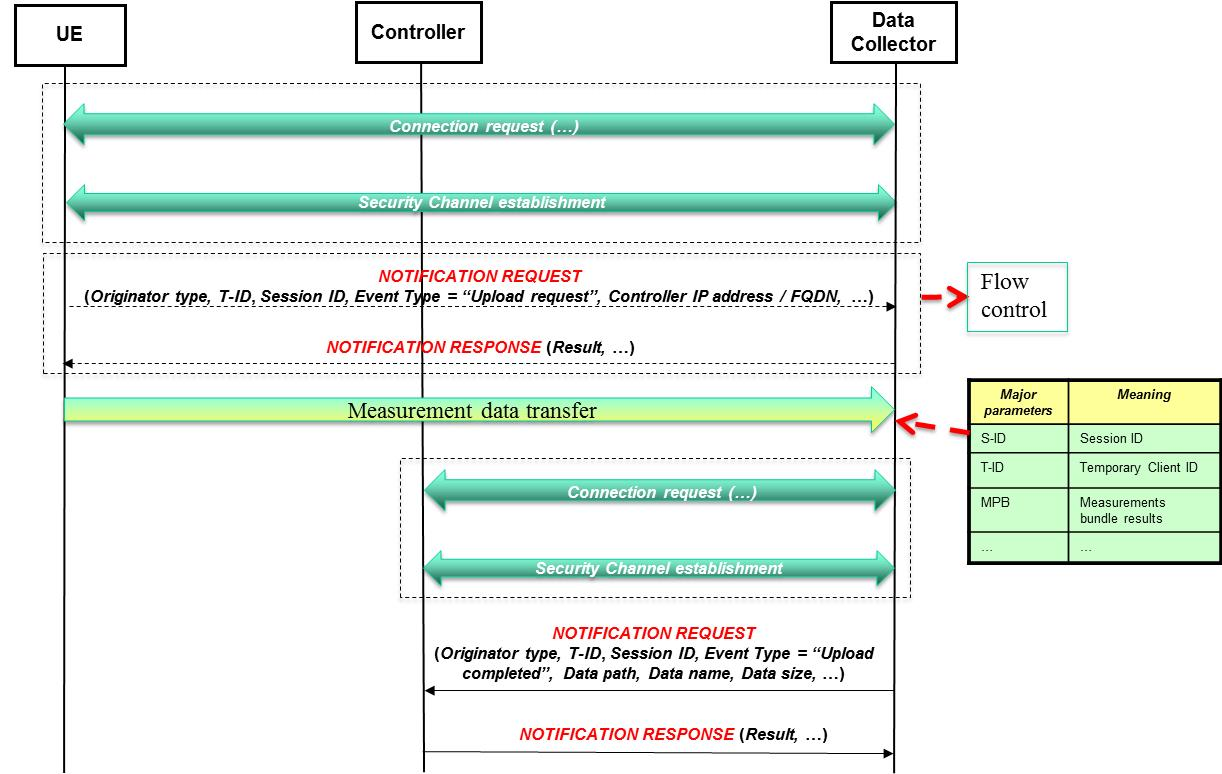 UE
Controller
Data
Collector
Connection request (…)
Security Channel establishment
NOTIFICATION REQUEST
(Originator type, T-ID, Session ID, Event Type = “Upload request”, Controller IP address / FQDN, …)
Flow
control
NOTIFICATION RESPONSE (Result, …)
Measurement data transfer
Major
parameters
Meaning
S-ID
Session ID
T-ID
Temporary Client ID
MPB
Measurements
bundle results
…
…
Connection request (…)
Security Channel establishment
NOTIFICATION REQUEST
(Originator type, T-ID, Session ID, Event Type = “Upload
completed”, Data path, Data name, Data size, …)
NOTIFICATION RESPONSE (Result, …)